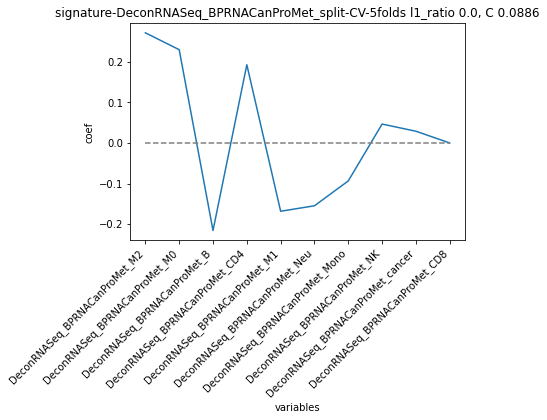 signature-DeconRNASeq_BPRNACanProMet_split-CV-5folds l1_ratio 0.0, C 0.0886
coef
0.2
0.1
0.0
−0.1
−0.2
DeconRNASeq_BPRNACanProMet_M2
DeconRNASeq_BPRNACanProMet_M0
DeconRNASeq_BPRNACanProMet_B
DeconRNASeq_BPRNACanProMet_CD4
DeconRNASeq_BPRNACanProMet_M1
DeconRNASeq_BPRNACanProMet_Neu
DeconRNASeq_BPRNACanProMet_Mono
DeconRNASeq_BPRNACanProMet_NK
DeconRNASeq_BPRNACanProMet_cancer
DeconRNASeq_BPRNACanProMet_CD8
variables